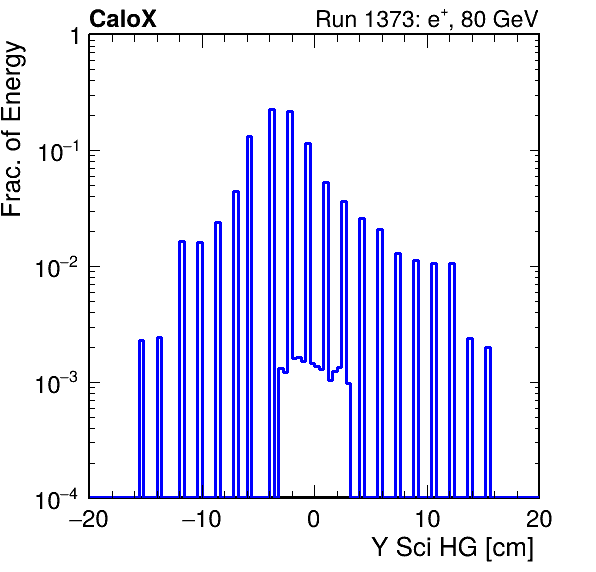 CaloX Run 1373: e⁺, 80 GeV
Frac. of Energy
1
10⁻¹
10⁻²
10⁻³
10⁻⁴
−20 −10 0 10 20
Y Sci HG [cm]